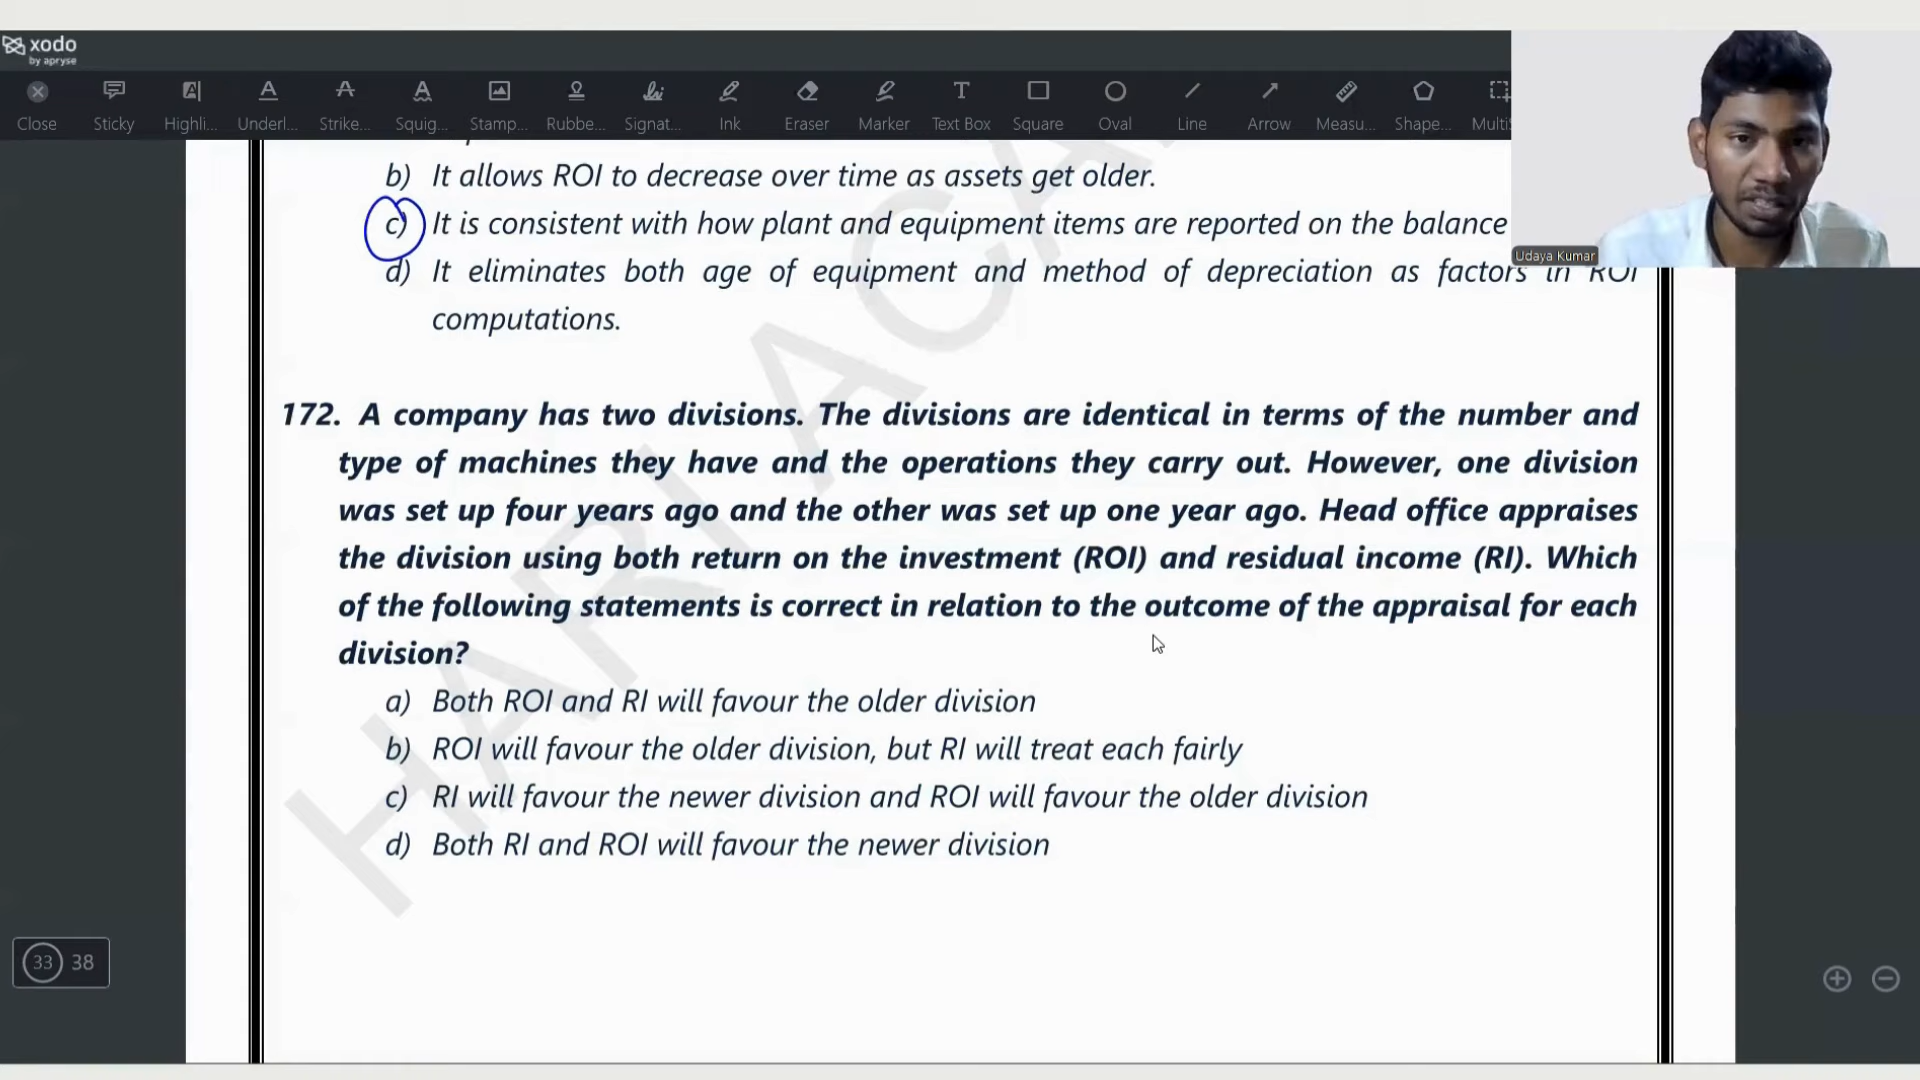 xodo
by apryse
Close
Sticky
Highli...
Underl...
Strike...
Squig...
Stamp...
Rubbe...
Signat...
Ink
Eraser
Marker
Text Box
Square
Oval
Line
Arrow
Measu...
Shape...
Udaya Kumar
b) It allows ROI to decrease over time as assets get older.
c) It is consistent with how plant and equipment items are reported on the balance
d) It eliminates both age of equipment and method of depreciation as factors in ROI
computations.
172. A company has two divisions. The divisions are identical in terms of the number and
type of machines they have and the operations they carry out. However, one division
was set up four years ago and the other was set up one year ago. Head office appraises
the division using both return on the investment (ROI) and residual income (RI). Which
of the following statements is correct in relation to the outcome of the appraisal for each
division?
a) Both ROI and RI will favour the older division
b) ROI will favour the older division, but RI will treat each fairly
c) RI will favour the newer division and ROI will favour the older division
d) Both RI and ROI will favour the newer division
HARI ACA
33 38